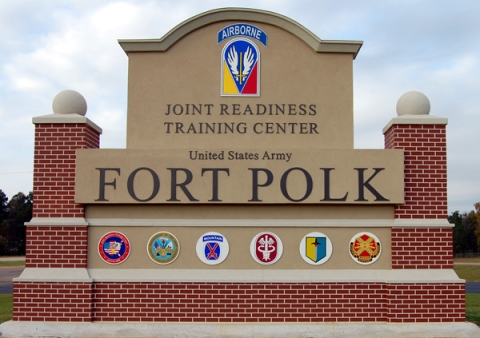 AIRBORNE
JOINT READINESS
TRAINING CENTER
United States Army
FORT POLK
MOUNTAIN